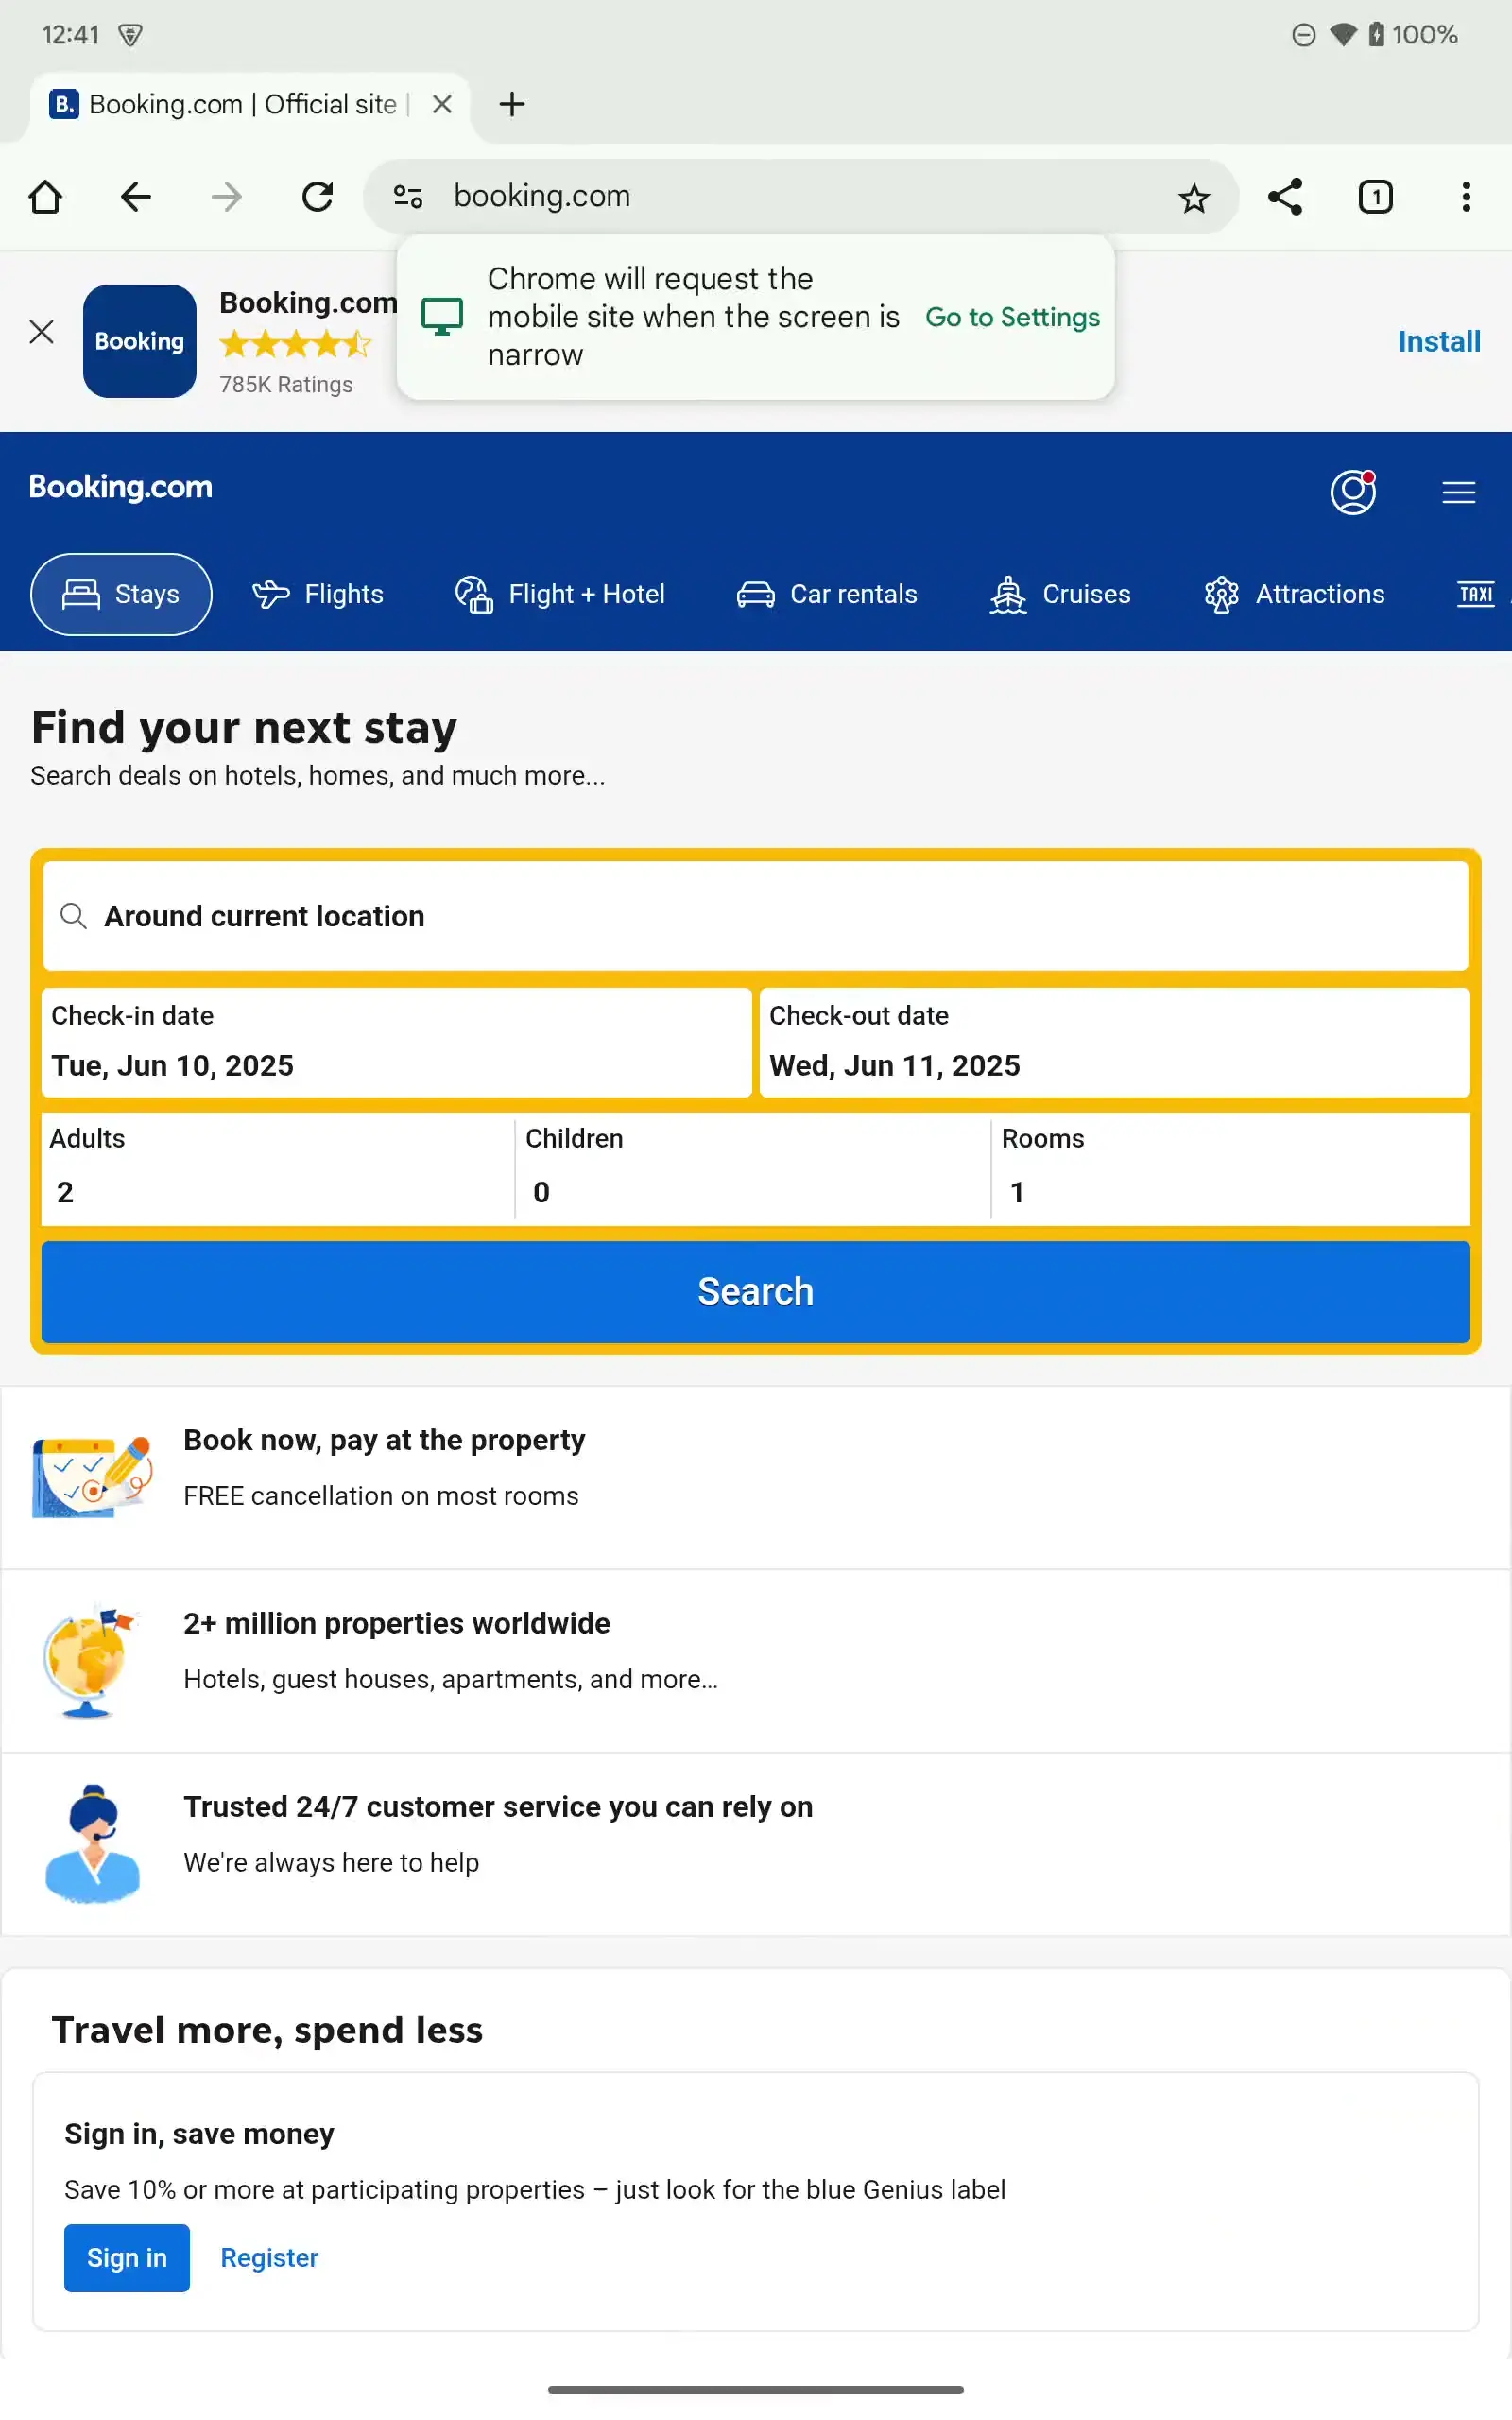 12:41
100%
Booking.com | Official site |
booking.com
1
Chrome will request the
mobile site when the screen is
narrow
Go to Settings
Booking
Booking.com
785K Ratings
Install
Booking.com
Stays
Flights
Flight + Hotel
Car rentals
Cruises
Attractions
TAXI
Find your next stay
Search deals on hotels, homes, and much more...
Around current location
Check-in date
Tue, Jun 10, 2025
Check-out date
Wed, Jun 11, 2025
Adults
2
Children
0
Rooms
1
Search
Book now, pay at the property
FREE cancellation on most rooms
2+ million properties worldwide
Hotels, guest houses, apartments, and more...
Trusted 24/7 customer service you can rely on
We're always here to help
Travel more, spend less
Sign in, save money
Save 10% or more at participating properties – just look for the blue Genius label
Sign in
Register